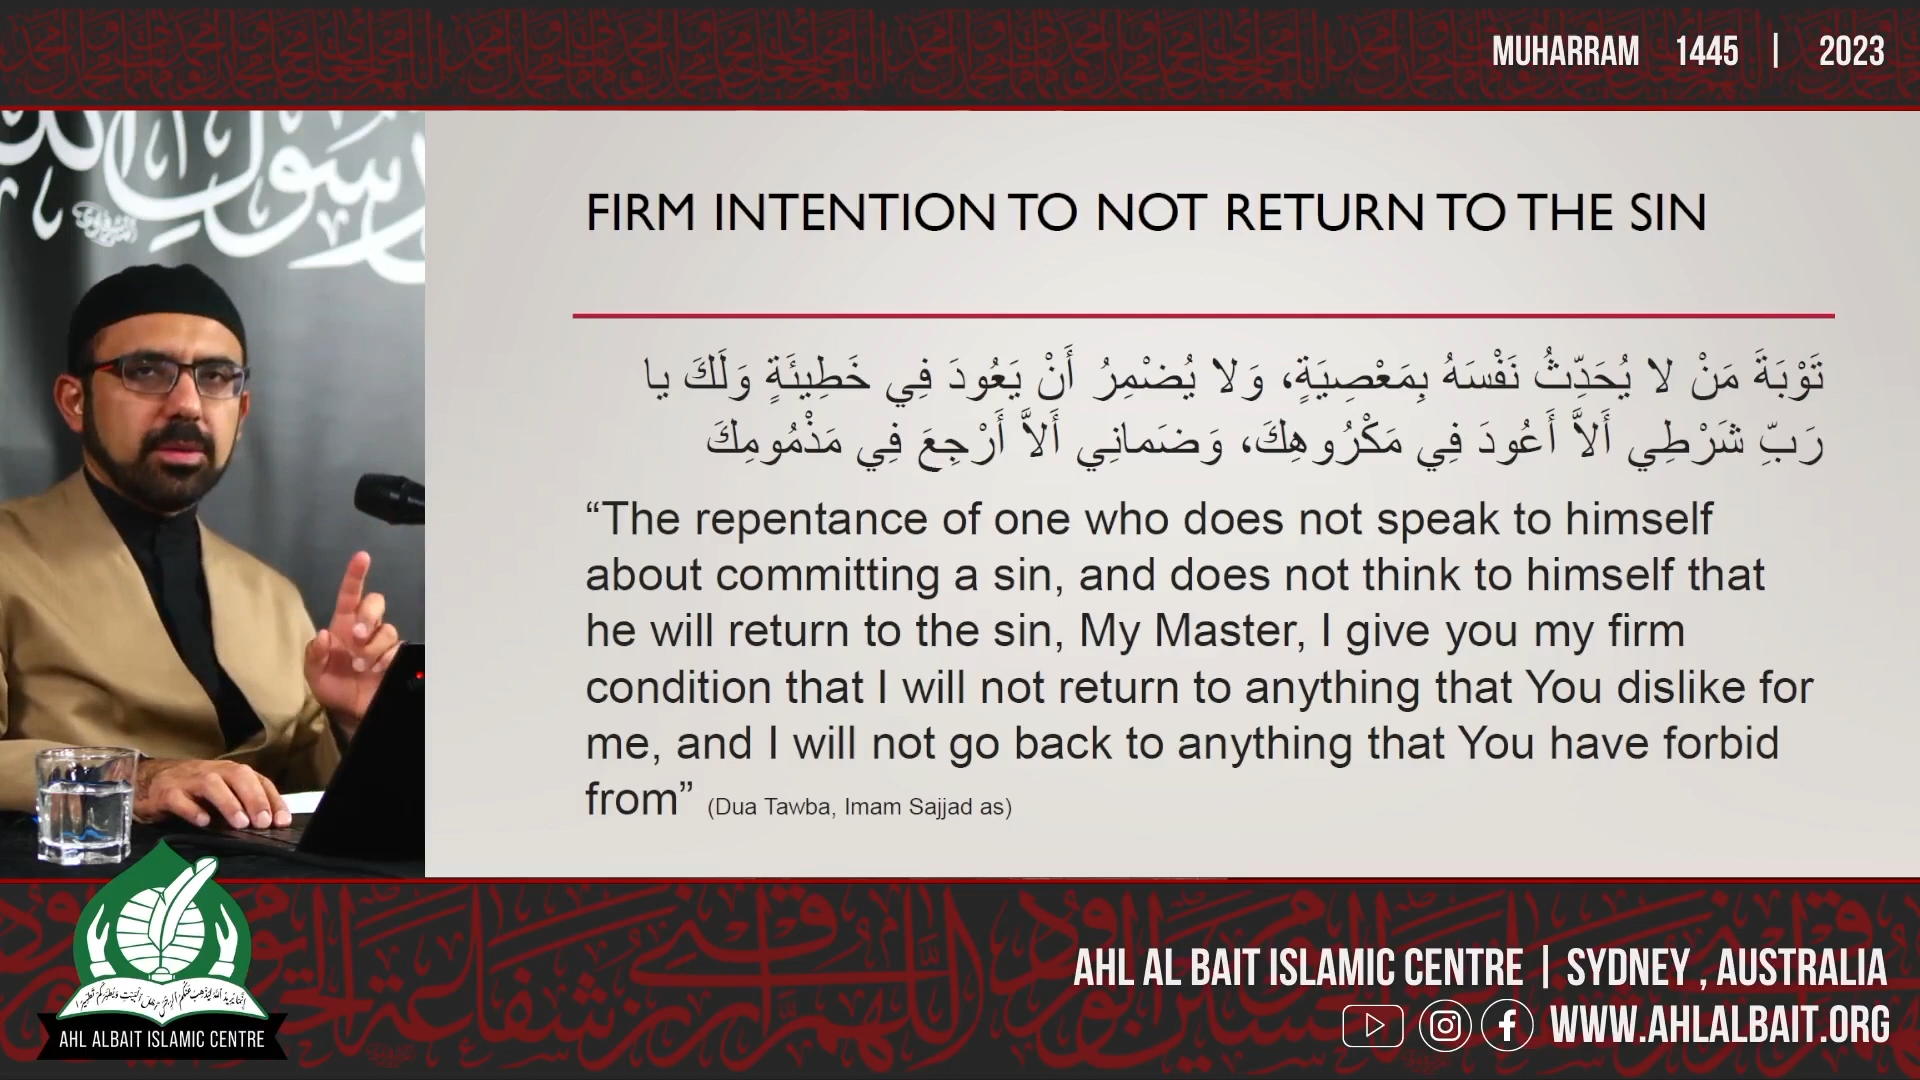 MUHARRAM 1445 | 2023
رسول الله
FIRM INTENTION TO NOT RETURN TO THE SIN
تَوْبَةَ مَنْ لا يُحَدِّثُ نَفْسَهُ بِمَعْصِيَةٍ، وَلا يُضْمِرُ أَنْ يَعُودَ فِي خَطِيئَةٍ وَلَكَ يا
رَبِّ شَرْطِي أَلاَّ أَعُودَ فِي مَكْرُوهِكَ، وَضَمانِي أَلاَّ أَرْجِعَ فِي مَذْمُومِكَ
“The repentance of one who does not speak to himself
about committing a sin, and does not think to himself that
he will return to the sin, My Master, I give you my firm
condition that I will not return to anything that You dislike for
me, and I will not go back to anything that You have forbid
from” (Dua Tawba, Imam Sajjad as)
AHL ALBAIT ISLAMIC CENTRE
AHL AL BAIT ISLAMIC CENTRE | SYDNEY , AUSTRALIA
WWW.AHLALBAIT.ORG